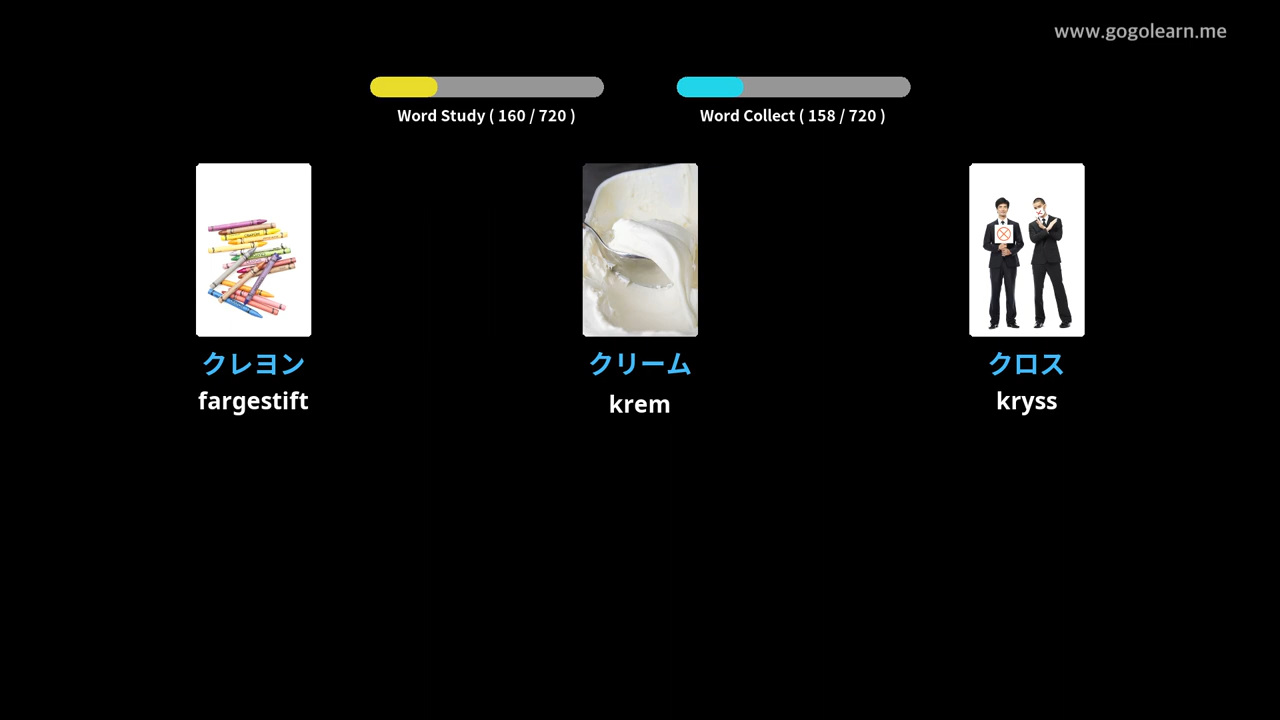 www.gogolearn.me
Word Study ( 160 / 720 )
Word Collect ( 158 / 720 )
クレヨン
fargestift
クリーム
krem
クロス
kryss